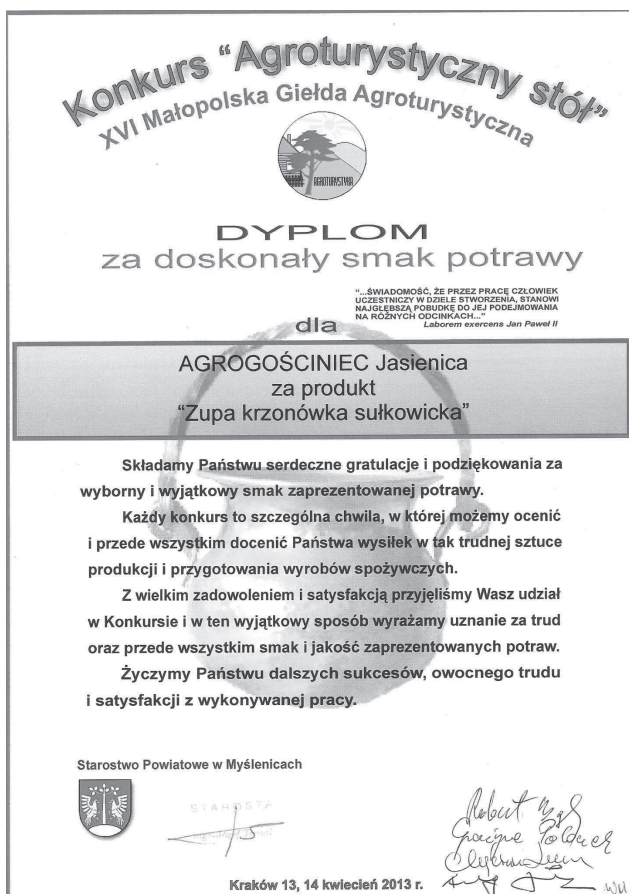 Konkurs "Agroturystyczny stół"
XVI Małopolska Giełda Agroturystyczna
AGROTURYSTYKA
DYPLOM
za doskonały smak potrawy
"...ŚWIADOMOŚĆ, ŻE PRZEZ PRACĘ CZŁOWIEK
UCZESTNICZY W DZIELE STWORZENIA, STANOWI
NAJGŁĘBSZĄ POBUDKĘ DO JEJ PODEJMOWANIA
NA RÓŻNYCH ODCINKACH..."
Laborem exercens Jan Paweł II
dla
AGROGOŚCINIEC Jasienica
za produkt
"Zupa krzonówka sułkowicka"
Składamy Państwu serdeczne gratulacje i podziękowania za
wyborny i wyjątkowy smak zaprezentowanej potrawy.
Każdy konkurs to szczególna chwila, w której możemy ocenić
i przede wszystkim docenić Państwa wysiłek w tak trudnej sztuce
produkcji i przygotowania wyrobów spożywczych.
Z wielkim zadowoleniem i satysfakcją przyjęliśmy Wasz udział
w Konkursie i w ten wyjątkowy sposób wyrażamy uznanie za trud
oraz przede wszystkim smak i jakość zaprezentowanych potraw.
Życzymy Państwu dalszych sukcesów, owocnego trudu
i satysfakcji z wykonywanej pracy.
Starostwo Powiatowe w Myślenicach
STAROSTA
Robert
Grażyna
Kraków 13, 14 kwiecień 2013 r.